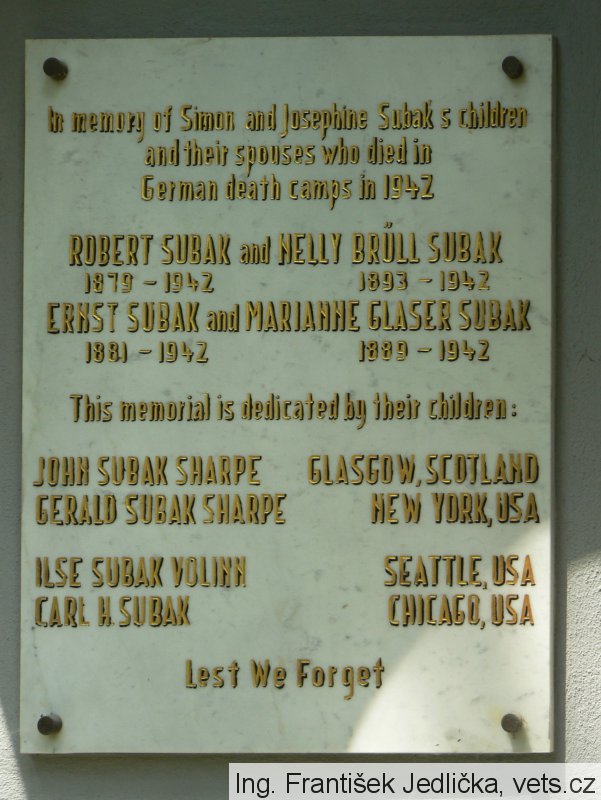 In memory of Simon and Josephine Subak s children
and their spouses who died in
German death camps in 1942
ROBERT SUBAK and NELLY BRÜLL SUBAK
1879 - 1942 1893 - 1942
ERNST SUBAK and MARIANNE GLASER SUBAK
1881 - 1942 1889 - 1942
This memorial is dedicated by their children :
JOHN SUBAK SHARPE GLASGOW, SCOTLAND
GERALD SUBAK SHARPE NEW YORK, USA
ILSE SUBAK VOLINN SEATTLE, USA
CARL H. SUBAK CHICAGO, USA
Lest We Forget
Ing. František Jedlička, vets.cz